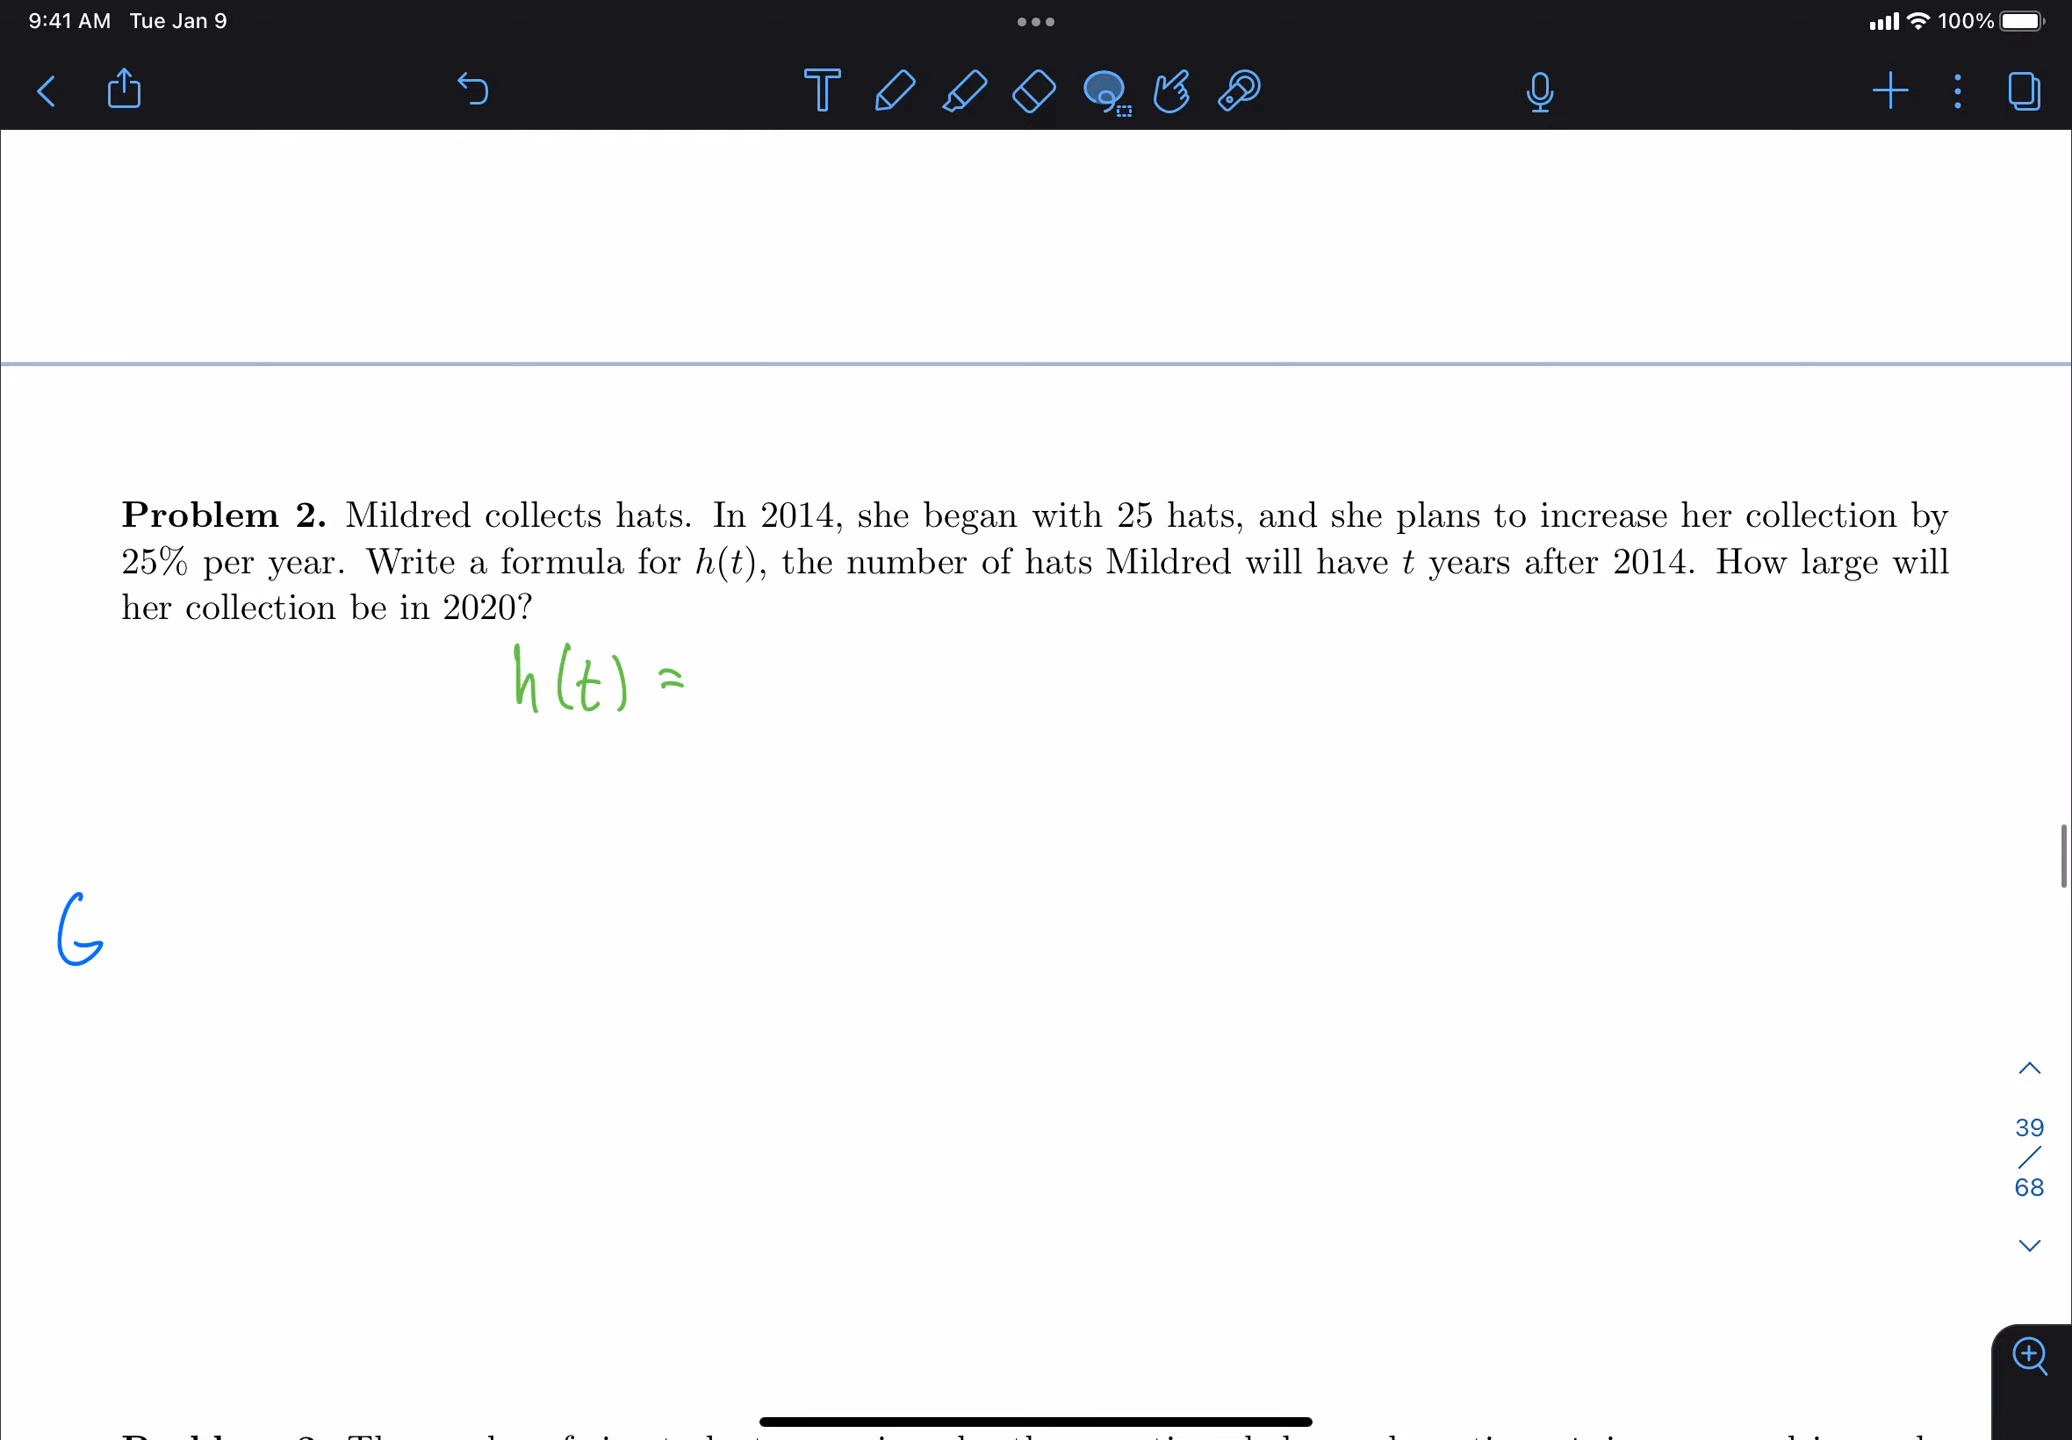 9:41 AM Tue Jan 9
100%
Problem 2. Mildred collects hats. In 2014, she began with 25 hats, and she plans to increase her collection by
25% per year. Write a formula for h(t), the number of hats Mildred will have t years after 2014. How large will
her collection be in 2020?
h(t) =
G
39
/
68